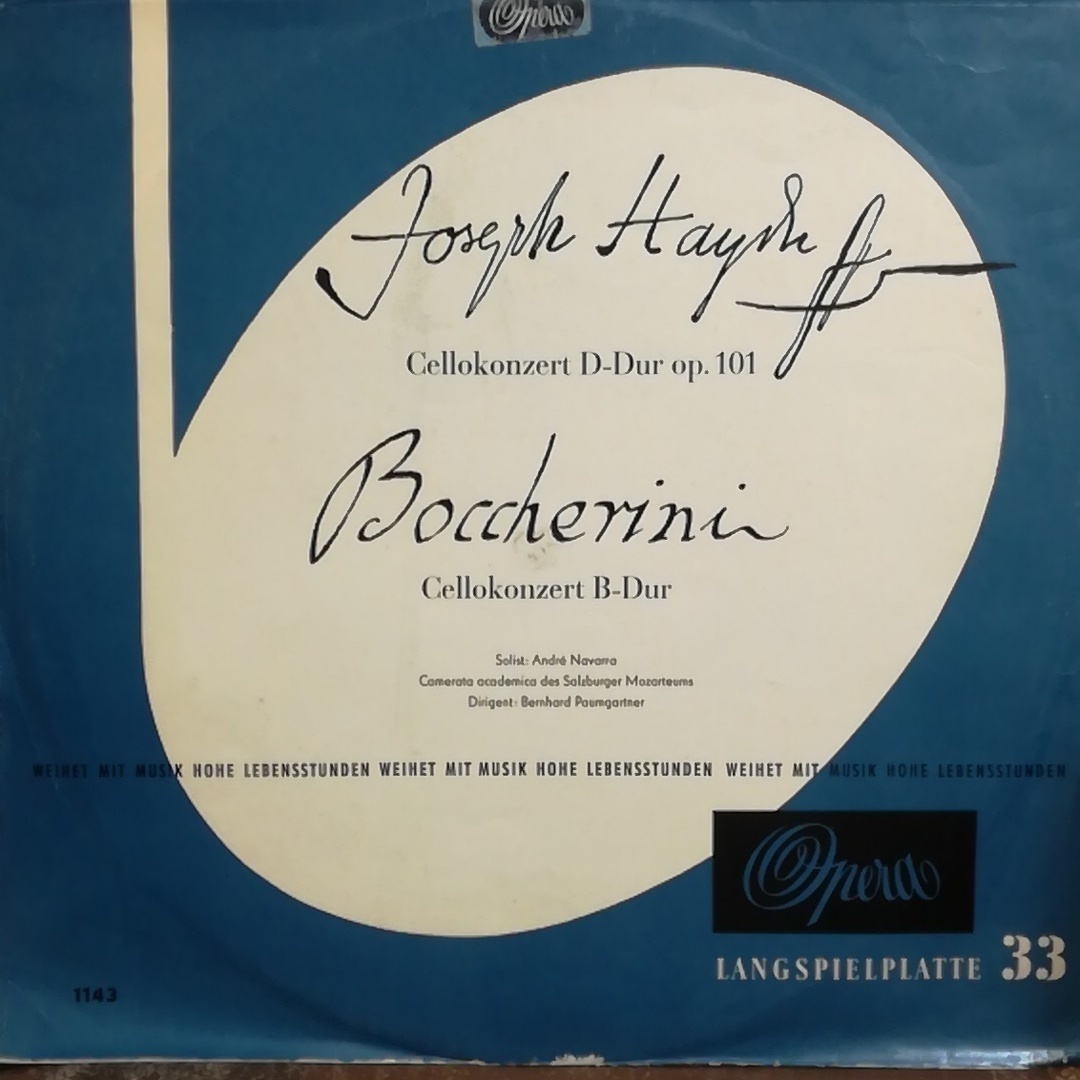 Opera
Joseph Haydn
Cellokonzert D-Dur op. 101
Boccherini
Cellokonzert B-Dur
Solist: André Navarra
Camerata academica des Salzburger Mozarteums
Dirigent: Bernhard Paumgartner
WEIHET MIT MUSIK HOHE LEBENSSTUNDEN WEIHET MIT MUSIK HOHE LEBENSSTUNDEN WEIHET MIT MUSIK HOHE LEBENSSTUNDEN
Opera
LANGSPIELPLATTE 33
1143